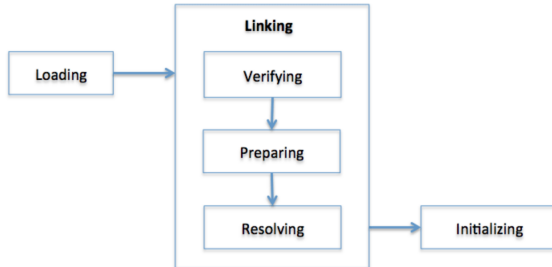 Linking
Loading
Verifying
Preparing
Resolving
Initializing